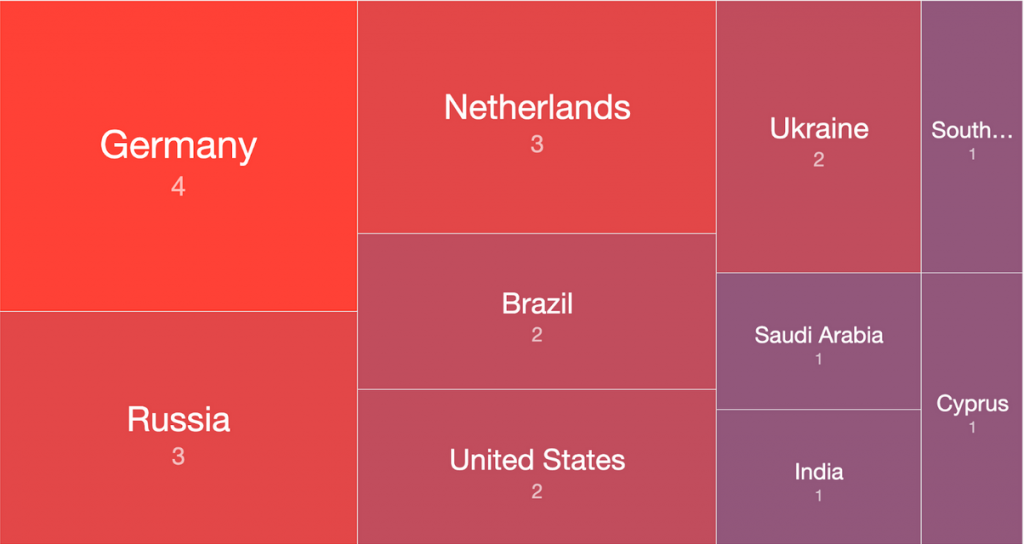 Germany
4
Russia
3
Netherlands
3
Brazil
2
United States
2
Ukraine
2
South...
1
Saudi Arabia
1
India
1
Cyprus
1